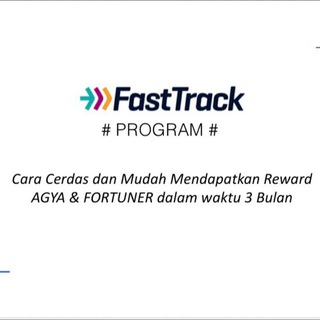 FastTrack
# PROGRAM #
Cara Cerdas dan Mudah Mendapatkan Reward
AGYA & FORTUNER dalam waktu 3 Bulan